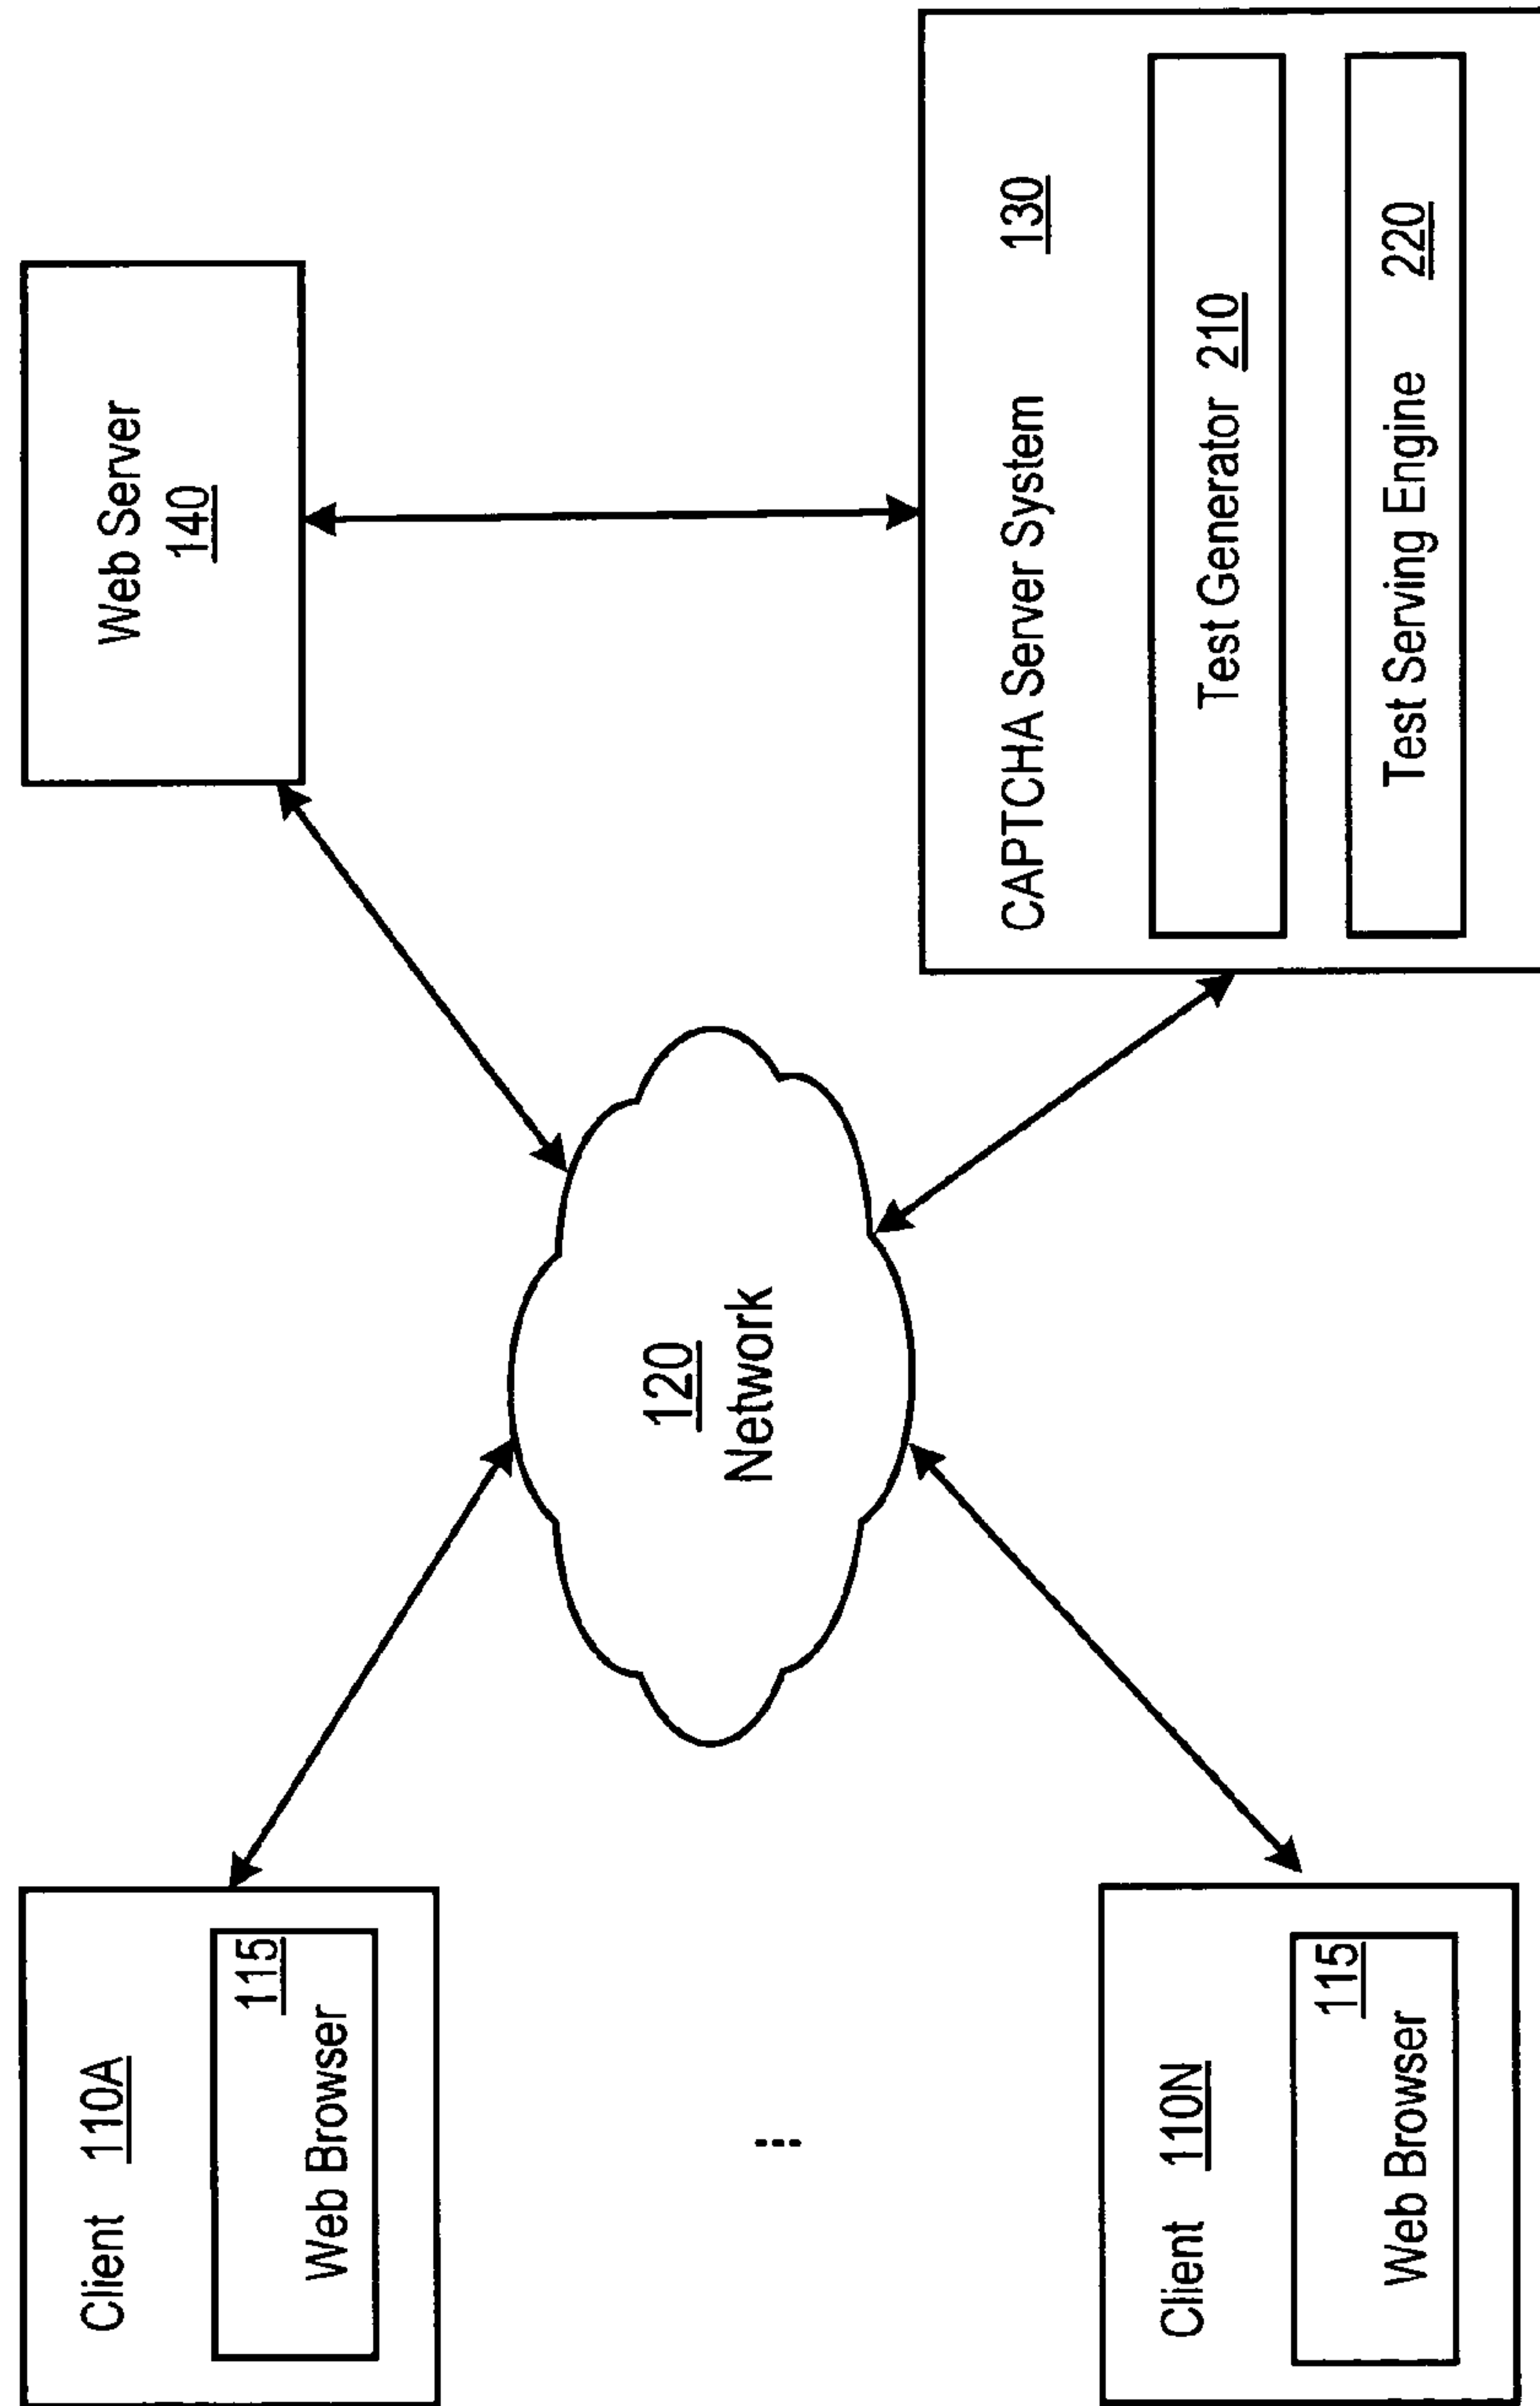 Client 110A
115
Web Browser
⋮
Client 110N
115
Web Browser
120
Network
Web Server
140
CAPTCHA Server System 130
Test Generator 210
Test Serving Engine 220